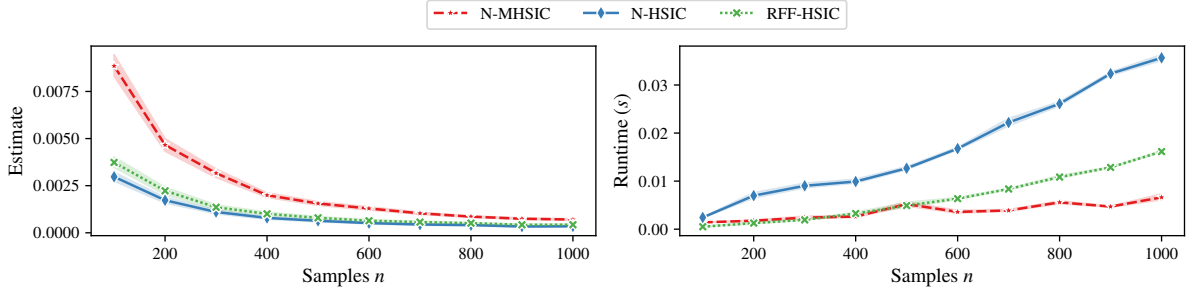 N-MHSIC N-HSIC RFF-HSIC
Estimate
0.0075
0.0050
0.0025
0.0000
200 400 600 800 1000
Samples n
Runtime (s)
0.03
0.02
0.01
0.00
200 400 600 800 1000
Samples n